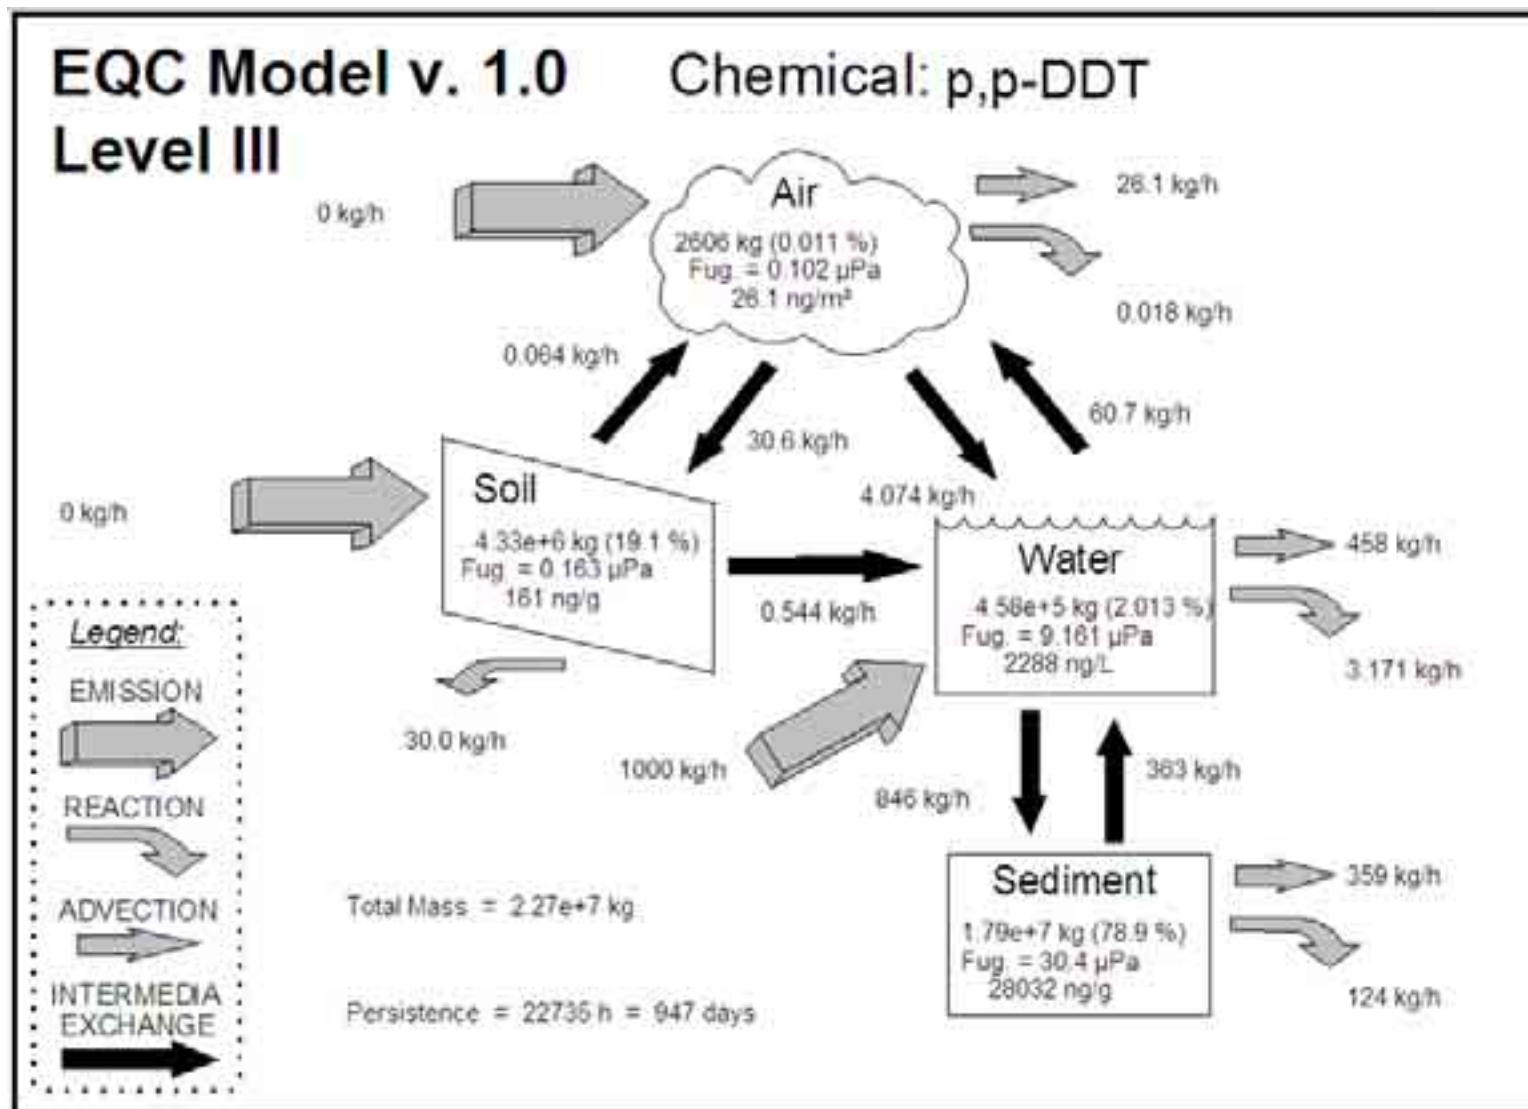 EQC Model v. 1.0
Level III
Chemical: p,p-DDT
0 kg/h
Air
2606 kg (0.011 %)
Fug. = 0.102 µPa
26.1 ng/m³
26.1 kg/h
0.018 kg/h
0.064 kg/h
30.6 kg/h
4.074 kg/h
60.7 kg/h
0 kg/h
Soil
4.33e+6 kg (19.1 %)
Fug. = 0.163 µPa
161 ng/g
0.544 kg/h
30.0 kg/h
Water
4.58e+5 kg (2.013 %)
Fug. = 9.161 µPa
2288 ng/L
458 kg/h
3.171 kg/h
1000 kg/h
846 kg/h
363 kg/h
Sediment
1.79e+7 kg (78.9 %)
Fug. = 30.4 µPa
28032 ng/g
359 kg/h
124 kg/h
Legend:
EMISSION
REACTION
ADVECTION
INTERMEDIA
EXCHANGE
Total Mass = 2.27e+7 kg
Persistence = 22735 h = 947 days